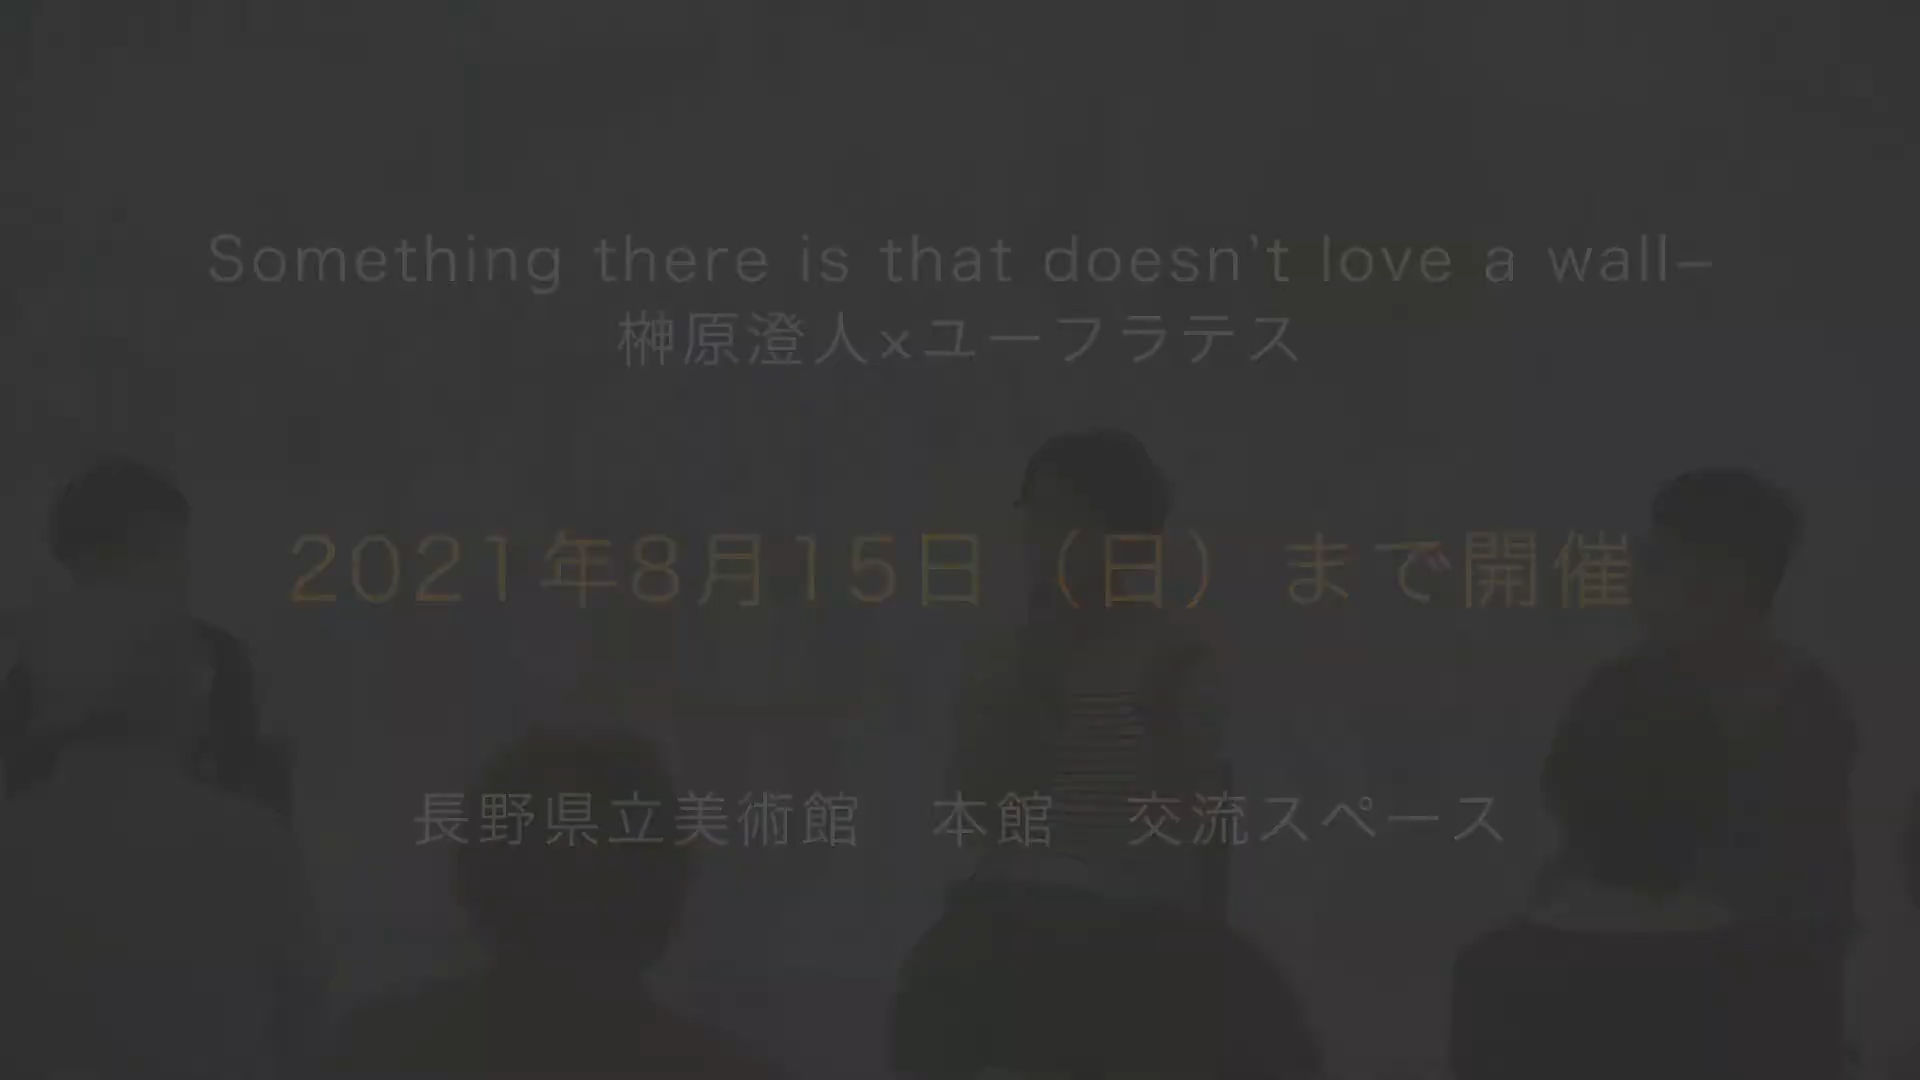 Something there is that doesn't love a wall–
榊原澄人×ユーフラテス
2021年8月15日（日）まで開催
長野県立美術館　本館　交流スペース